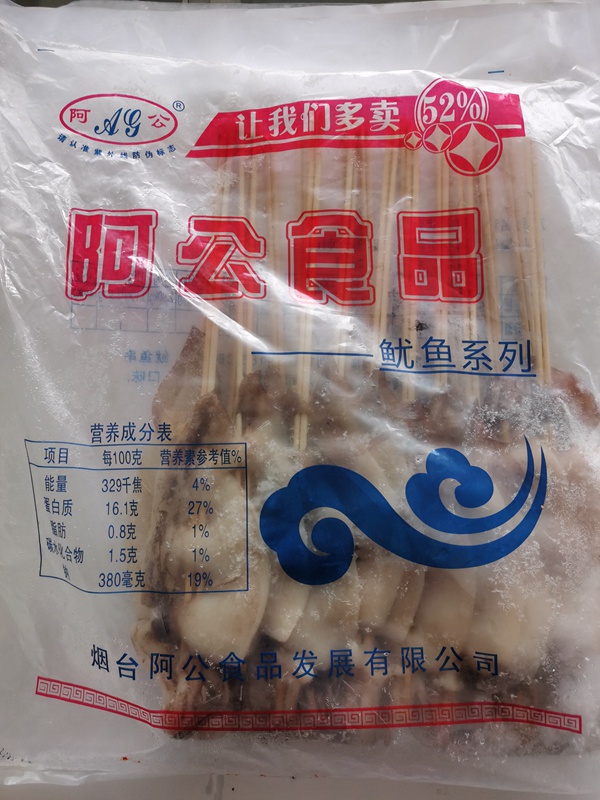 阿 AG 公 ®
请认准紫外线防伪标志
让我们多卖 52%
阿公食品
鱿鱼系列
营养成分表
项目 每100克 营养素参考值%
能量 329千焦 4%
蛋白质 16.1克 27%
脂肪 0.8克 1%
碳水化合物 1.5克 1%
380毫克 19%
烟台阿公食品发展有限公司